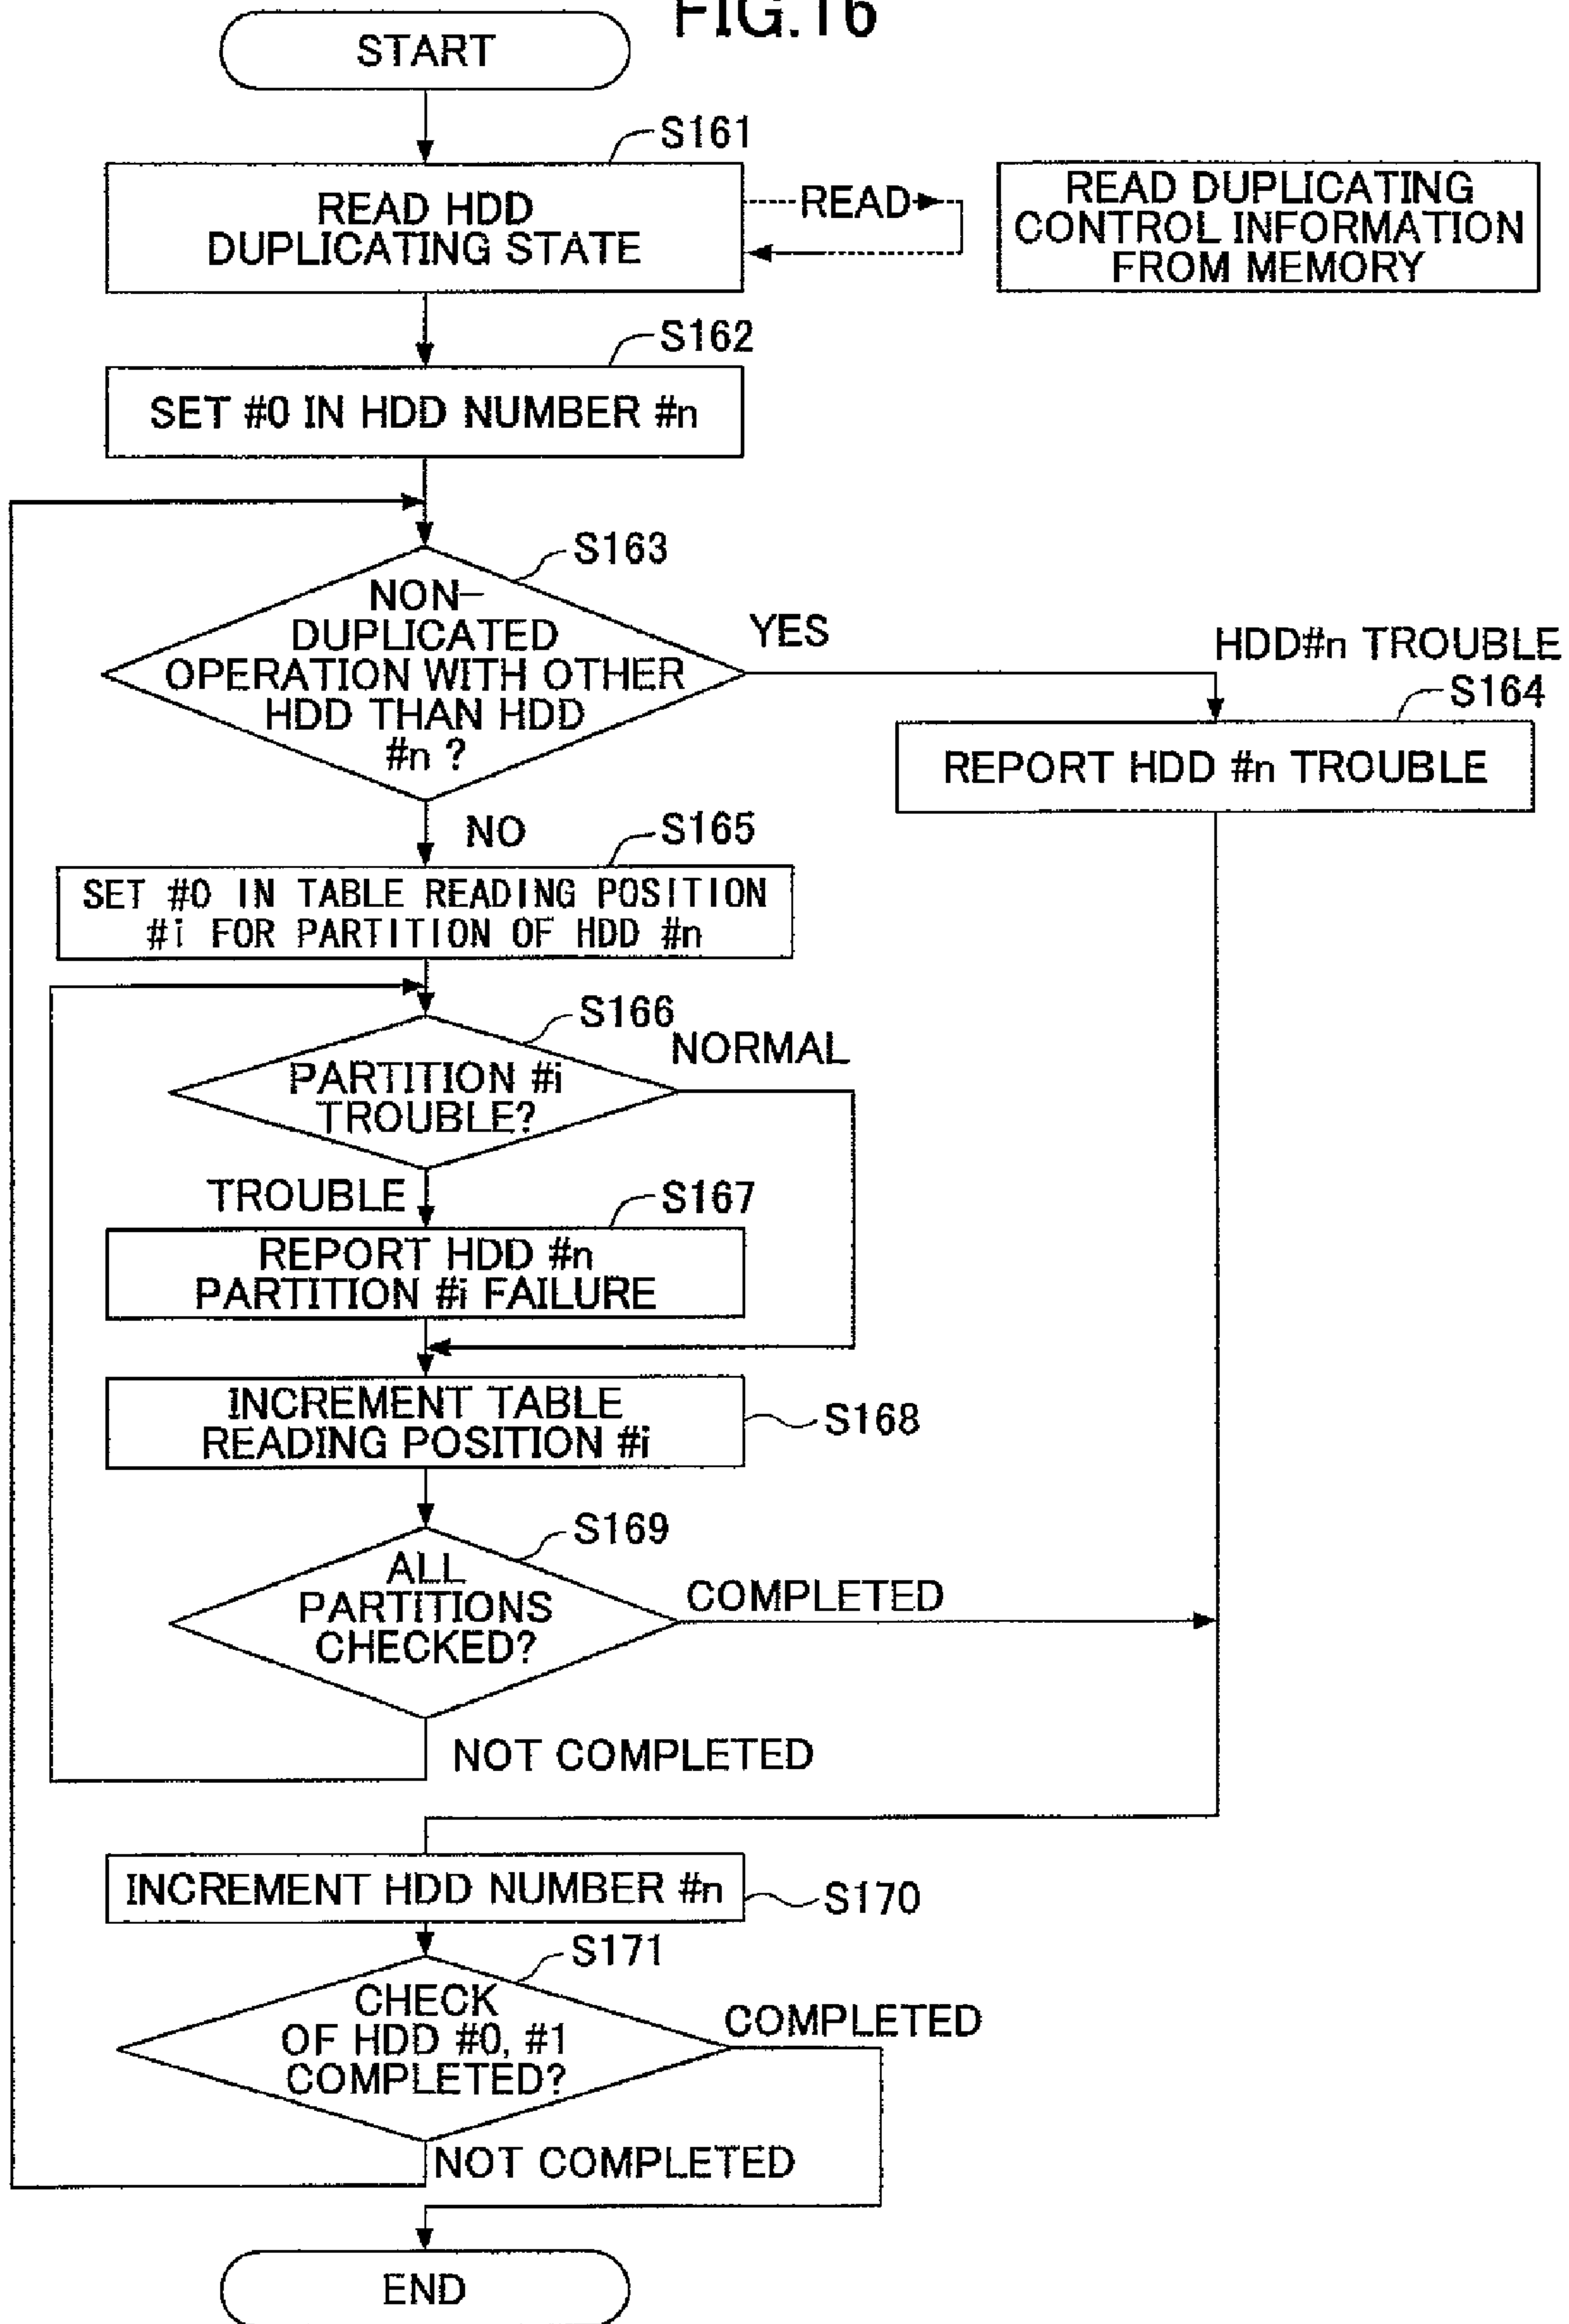 FIG.16
START
S161
READ HDD
DUPLICATING STATE
READ
READ DUPLICATING
CONTROL INFORMATION
FROM MEMORY
S162
SET #0 IN HDD NUMBER #n
S163
NON-
DUPLICATED
OPERATION WITH OTHER
HDD THAN HDD
#n ?
YES
HDD#n TROUBLE
S164
REPORT HDD #n TROUBLE
NO
S165
SET #0 IN TABLE READING POSITION
#i FOR PARTITION OF HDD #n
S166
NORMAL
PARTITION #i
TROUBLE?
TROUBLE
S167
REPORT HDD #n
PARTITION #i FAILURE
INCREMENT TABLE
READING POSITION #i
S168
S169
ALL
PARTITIONS
CHECKED?
COMPLETED
NOT COMPLETED
INCREMENT HDD NUMBER #n
S170
S171
CHECK
OF HDD #0, #1
COMPLETED?
COMPLETED
NOT COMPLETED
END